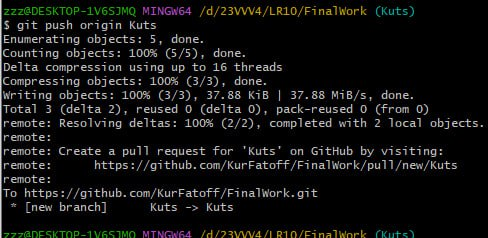 zzz@DESKTOP-1V6SJMQ MINGW64 /d/23VVV4/LR10/FinalWork (Kuts)
$ git push origin Kuts
Enumerating objects: 5, done.
Counting objects: 100% (5/5), done.
Delta compression using up to 16 threads
Compressing objects: 100% (3/3), done.
Writing objects: 100% (3/3), 37.88 KiB | 37.88 MiB/s, done.
Total 3 (delta 2), reused 0 (delta 0), pack-reused 0 (from 0)
remote: Resolving deltas: 100% (2/2), completed with 2 local objects.
remote:
remote: Create a pull request for 'Kuts' on GitHub by visiting:
remote:      https://github.com/KurFatoff/FinalWork/pull/new/Kuts
remote:
To https://github.com/KurFatoff/FinalWork.git
 * [new branch]      Kuts -> Kuts
zzz@DESKTOP-1V6SJMQ MINGW64 /d/23VVV4/LR10/FinalWork (Kuts)